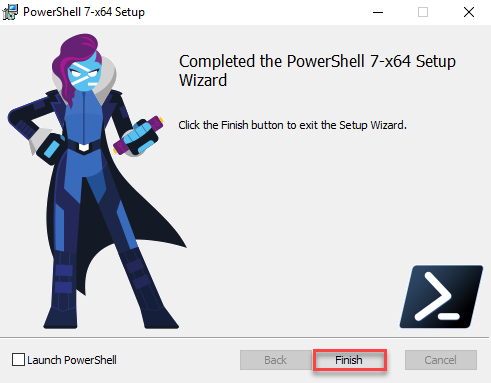 PowerShell 7-x64 Setup
Completed the PowerShell 7-x64 Setup
Wizard
Click the Finish button to exit the Setup Wizard.
Launch PowerShell
Back
Finish
Cancel